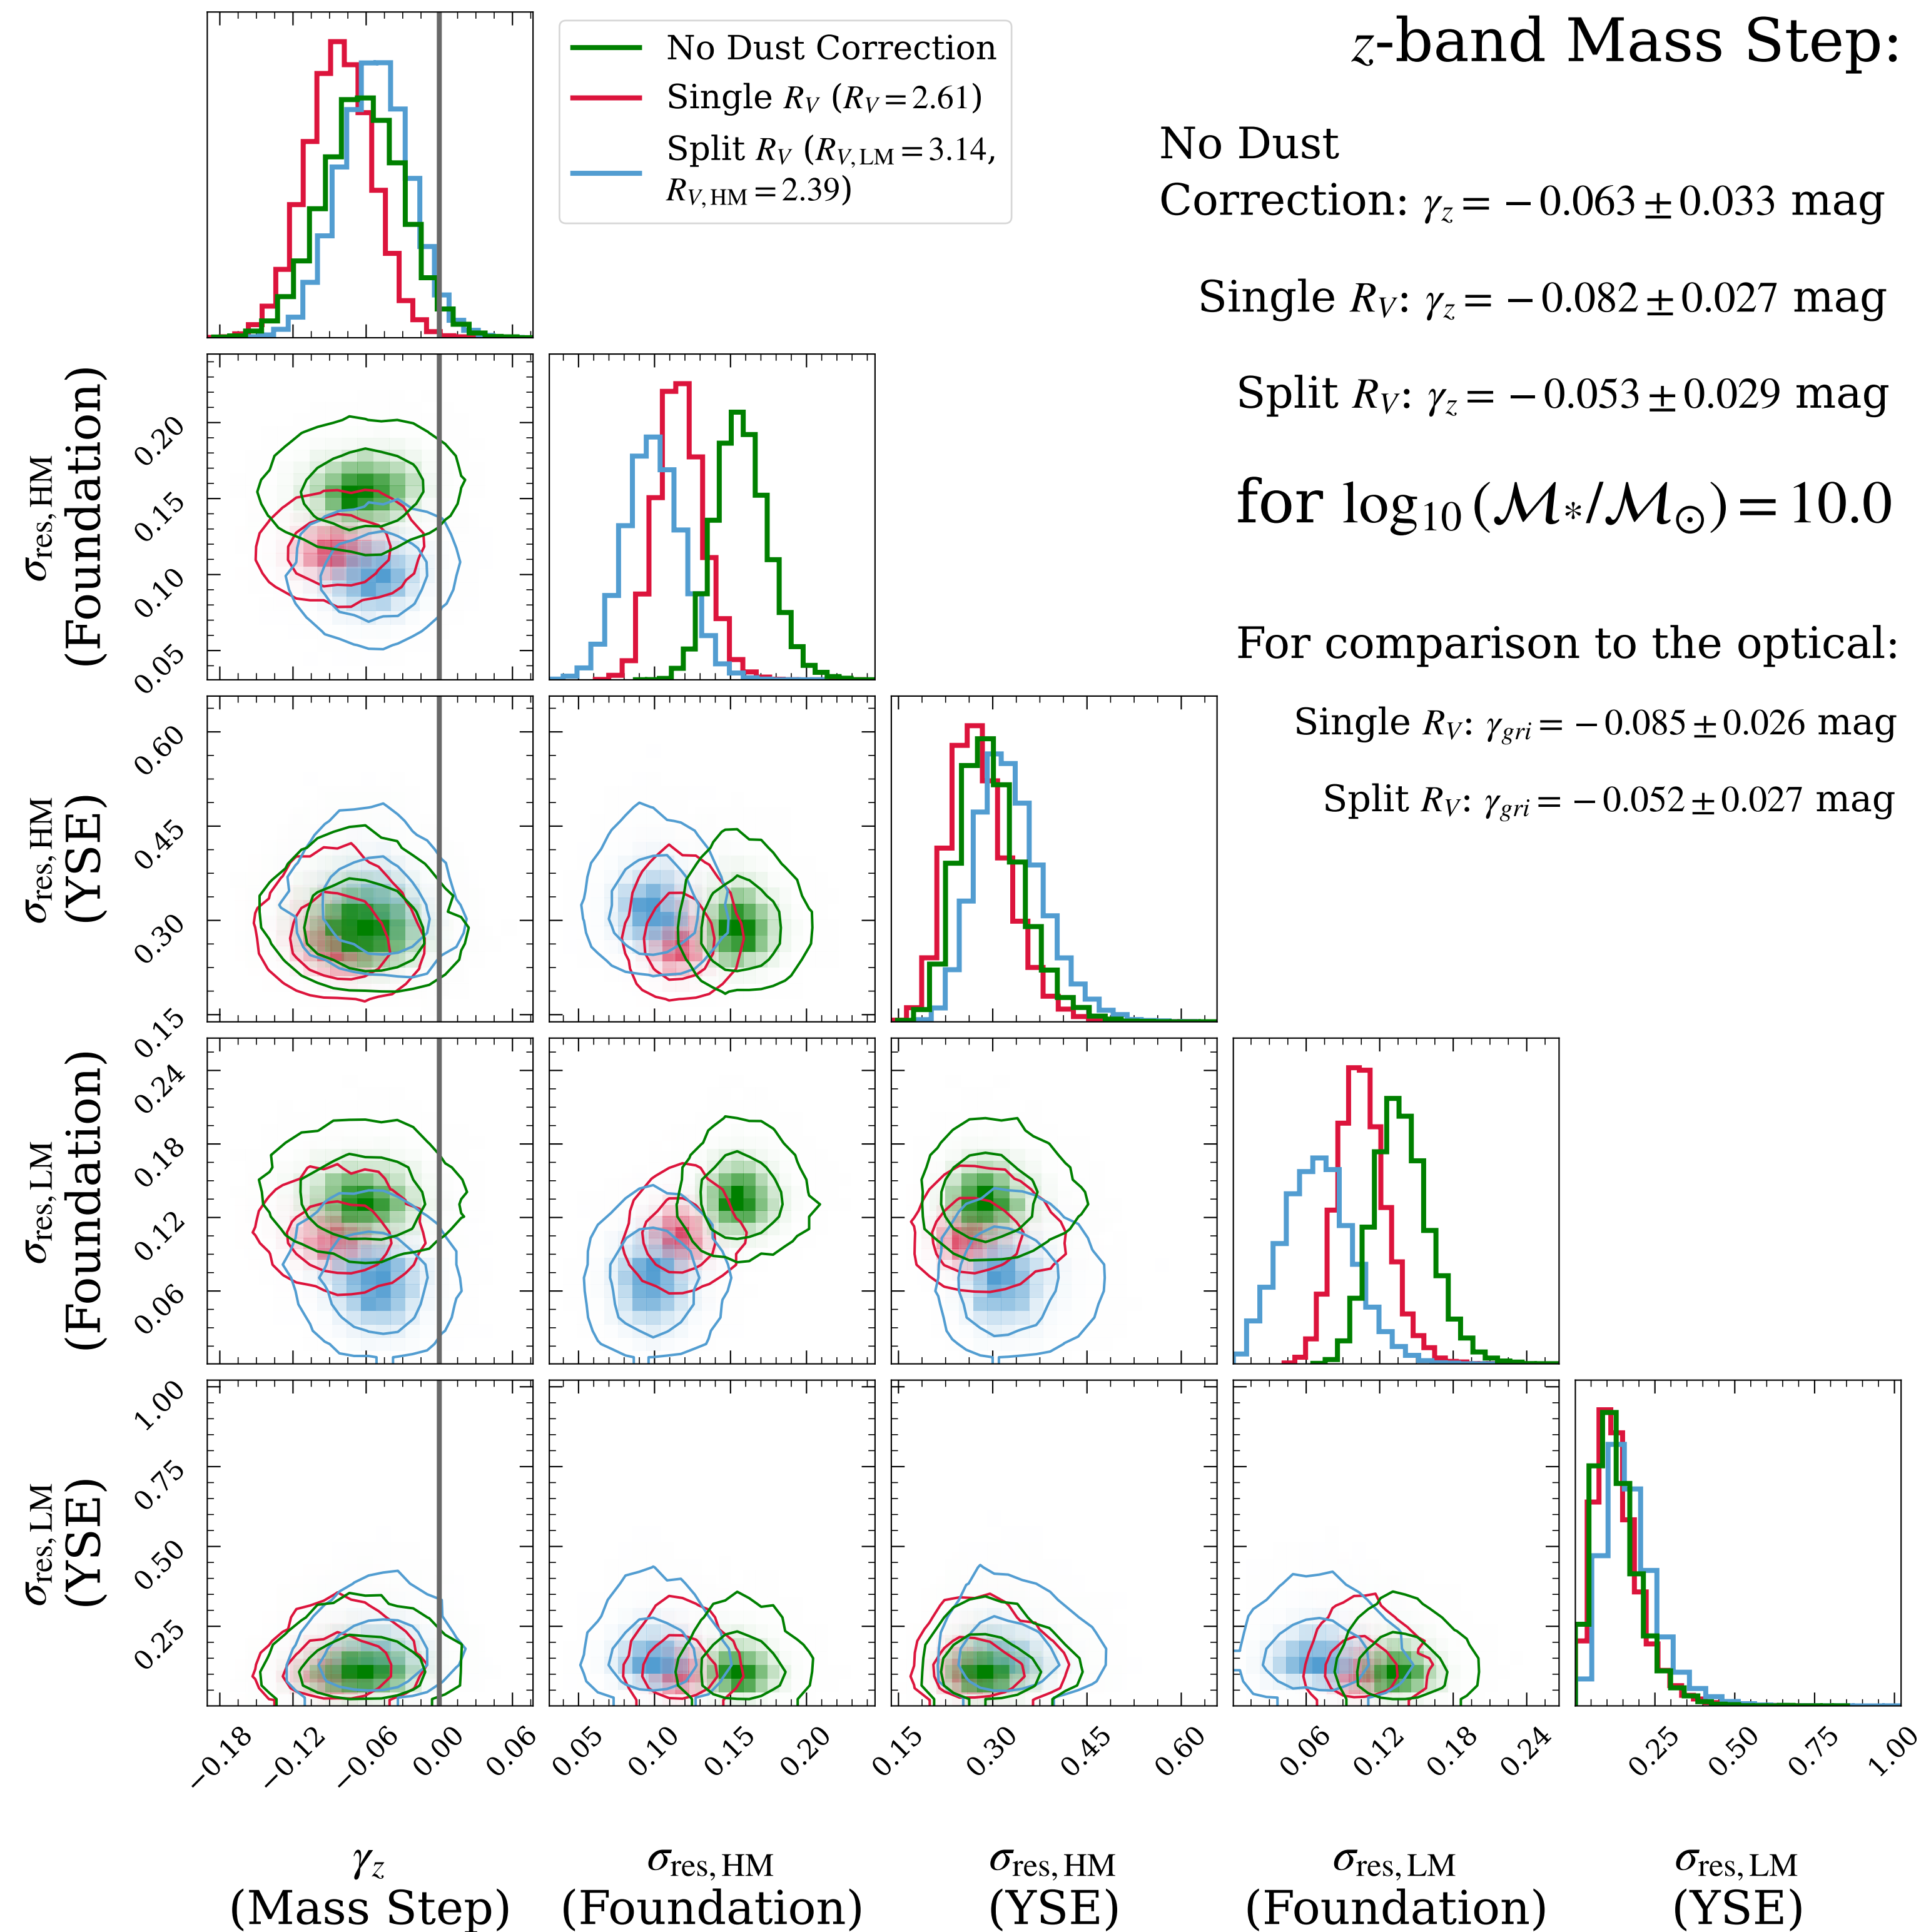 z-band Mass Step:
No Dust Correction
Single R_V (R_V = 2.61)
Split R_V (R_V,LM = 3.14,
R_V,HM = 2.39)
No Dust
Correction: γ_z = −0.063 ± 0.033 mag
Single R_V: γ_z = −0.082 ± 0.027 mag
Split R_V: γ_z = −0.053 ± 0.029 mag
for log₁₀(ℳ_*/ℳ_⊙) = 10.0
For comparison to the optical:
Single R_V: γ_gri = −0.085 ± 0.026 mag
Split R_V: γ_gri = −0.052 ± 0.027 mag
σ_res,HM
(Foundation)
0.20
0.15
0.10
0.05
σ_res,HM
(YSE)
0.60
0.45
0.30
0.15
σ_res,LM
(Foundation)
0.24
0.18
0.12
0.06
σ_res,LM
(YSE)
1.00
0.75
0.50
0.25
−0.18 −0.12 −0.06 0.00 0.06
0.05 0.10 0.15 0.20
0.15 0.30 0.45 0.60
0.06 0.12 0.18 0.24
0.25 0.50 0.75 1.00
γ_z
(Mass Step)
σ_res,HM
(Foundation)
σ_res,HM
(YSE)
σ_res,LM
(Foundation)
σ_res,LM
(YSE)